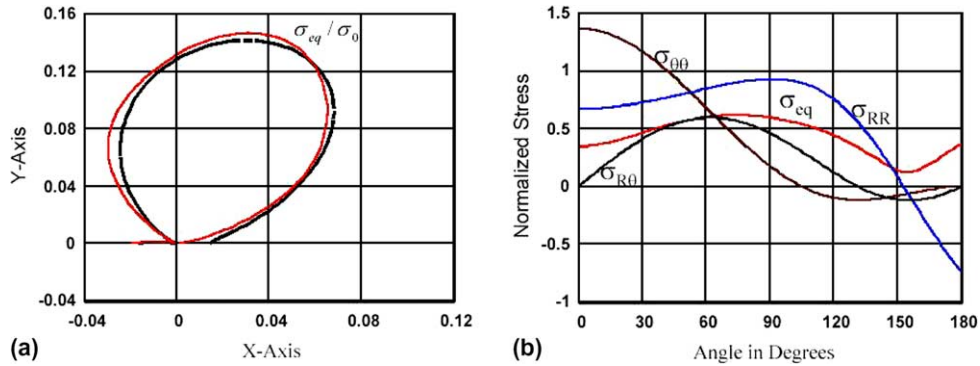 0.16
0.12
0.08
0.04
0
-0.04
Y-Axis
σeq / σ0
-0.04
0
0.04
0.08
0.12
X-Axis
(a)
1.5
1
0.5
0
-0.5
-1
Normalized Stress
σθθ
σeq
σRR
σRθ
0
30
60
90
120
150
180
Angle in Degrees
(b)